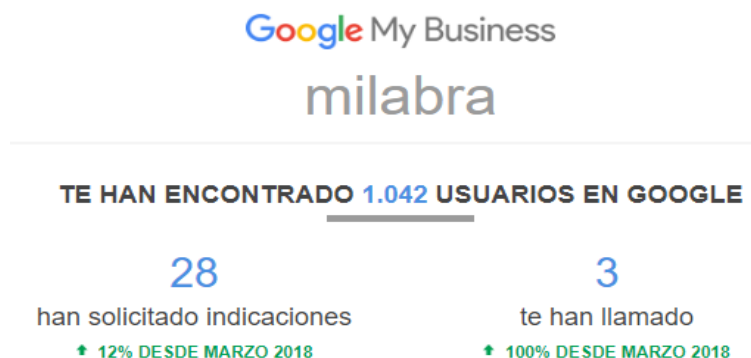 Google My Business
milabra
TE HAN ENCONTRADO 1.042 USUARIOS EN GOOGLE
28
han solicitado indicaciones
↑ 12% DESDE MARZO 2018
3
te han llamado
↑ 100% DESDE MARZO 2018